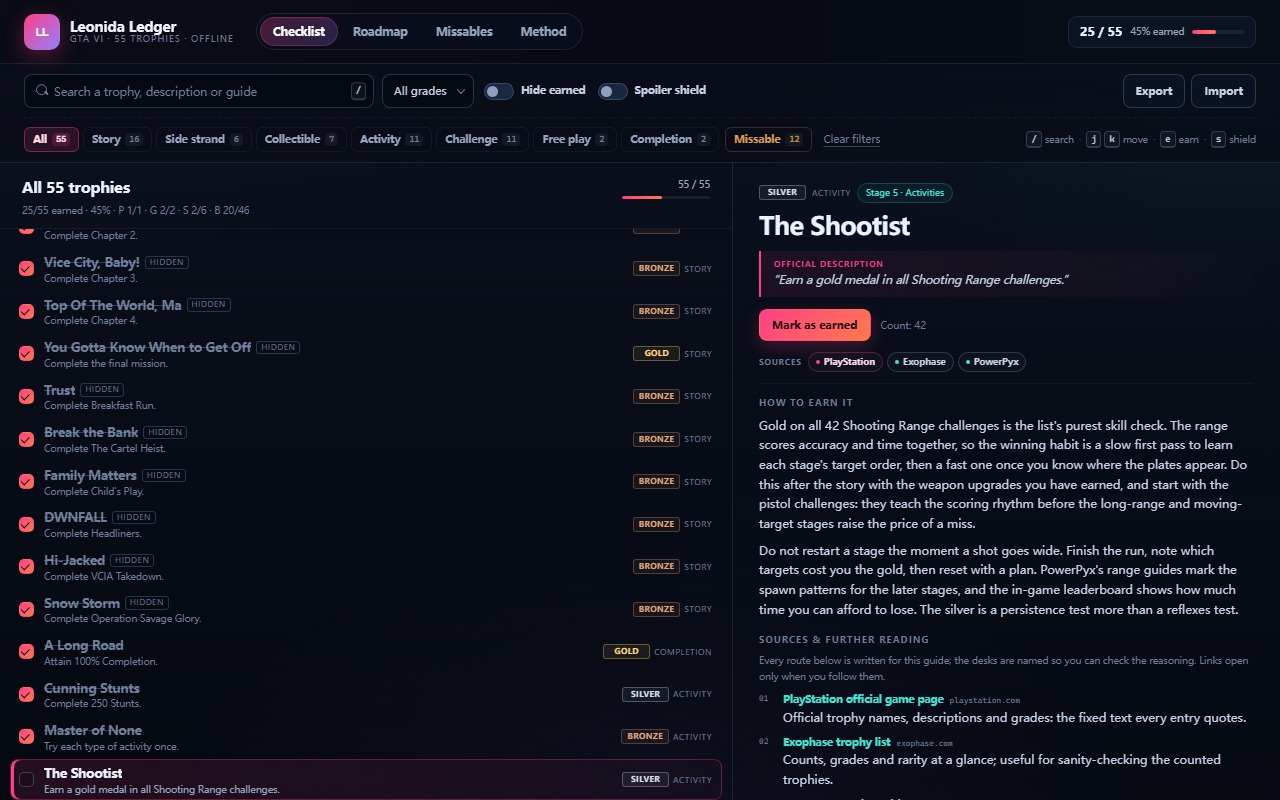 LL
Leonida Ledger
GTA VI · 55 TROPHIES · OFFLINE
Checklist
Roadmap
Missables
Method
25 / 55 45% earned
Search a trophy, description or guide /
All grades
Hide earned
Spoiler shield
Export
Import
All 55
Story 16
Side strand 6
Collectible 7
Activity 11
Challenge 11
Free play 2
Completion 2
Missable 12
Clear filters
/ search · j k move · e earn · s shield
All 55 trophies
55 / 55
25/55 earned · 45% · P 1/1 · G 2/2 · S 2/6 · B 20/46
Complete Chapter 2.
Vice City, Baby! HIDDEN
Complete Chapter 3.
BRONZE STORY
Top Of The World, Ma HIDDEN
Complete Chapter 4.
BRONZE STORY
You Gotta Know When to Get Off HIDDEN
Complete the final mission.
GOLD STORY
Trust HIDDEN
Complete Breakfast Run.
BRONZE STORY
Break the Bank HIDDEN
Complete The Cartel Heist.
BRONZE STORY
Family Matters HIDDEN
Complete Child's Play.
BRONZE STORY
DWNFALL HIDDEN
Complete Headliners.
BRONZE STORY
Hi-Jacked HIDDEN
Complete VCIA Takedown.
BRONZE STORY
Snow Storm HIDDEN
Complete Operation Savage Glory.
BRONZE STORY
A Long Road
Attain 100% Completion.
GOLD COMPLETION
Cunning Stunts
Complete 250 Stunts.
SILVER ACTIVITY
Master of None
Try each type of activity once.
BRONZE ACTIVITY
The Shootist
Earn a gold medal in all Shooting Range challenges.
SILVER ACTIVITY
SILVER ACTIVITY Stage 5 · Activities
The Shootist
OFFICIAL DESCRIPTION
“Earn a gold medal in all Shooting Range challenges.”
Mark as earned
Count: 42
SOURCES PlayStation Exophase PowerPyx
HOW TO EARN IT
Gold on all 42 Shooting Range challenges is the list's purest skill check. The range
scores accuracy and time together, so the winning habit is a slow first pass to learn
each stage's target order, then a fast one once you know where the plates appear. Do
this after the story with the weapon upgrades you have earned, and start with the
pistol challenges: they teach the scoring rhythm before the long-range and moving-
target stages raise the price of a miss.
Do not restart a stage the moment a shot goes wide. Finish the run, note which
targets cost you the gold, then reset with a plan. PowerPyx's range guides mark the
spawn patterns for the later stages, and the in-game leaderboard shows how much
time you can afford to lose. The silver is a persistence test more than a reflexes test.
SOURCES & FURTHER READING
Every route below is written for this guide; the desks are named so you can check the reasoning. Links open
only when you follow them.
01 PlayStation official game page playstation.com
Official trophy names, descriptions and grades: the fixed text every entry quotes.
02 Exophase trophy list exophase.com
Counts, grades and rarity at a glance; useful for sanity-checking the counted
trophies.